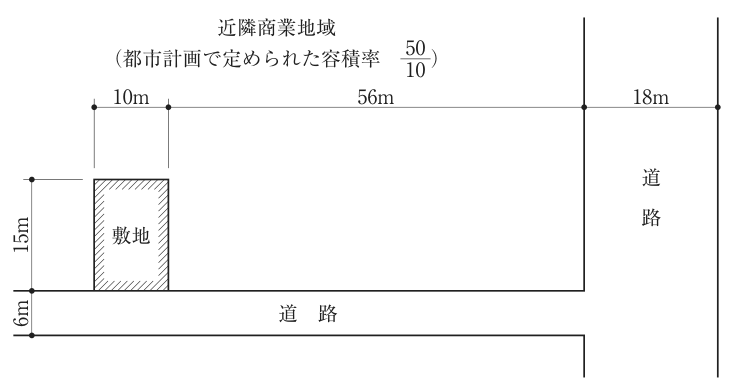 近隣商業地域
（都市計画で定められた容積率 50/10）
10m
56m
18m
道
路
15m
敷地
6m
道 路